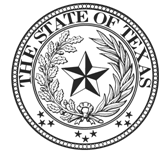 THE STATE OF TEXAS